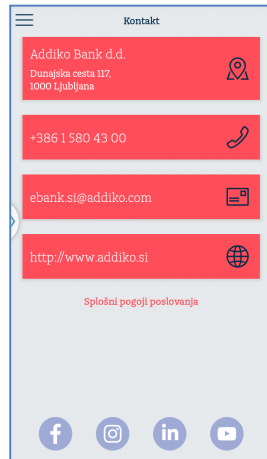 Kontakt
Addiko Bank d.d.
Dunajska cesta 117,
1000 Ljubljana
+386 1 580 43 00
ebank.si@addiko.com
http://www.addiko.si
Splošni pogoji poslovanja